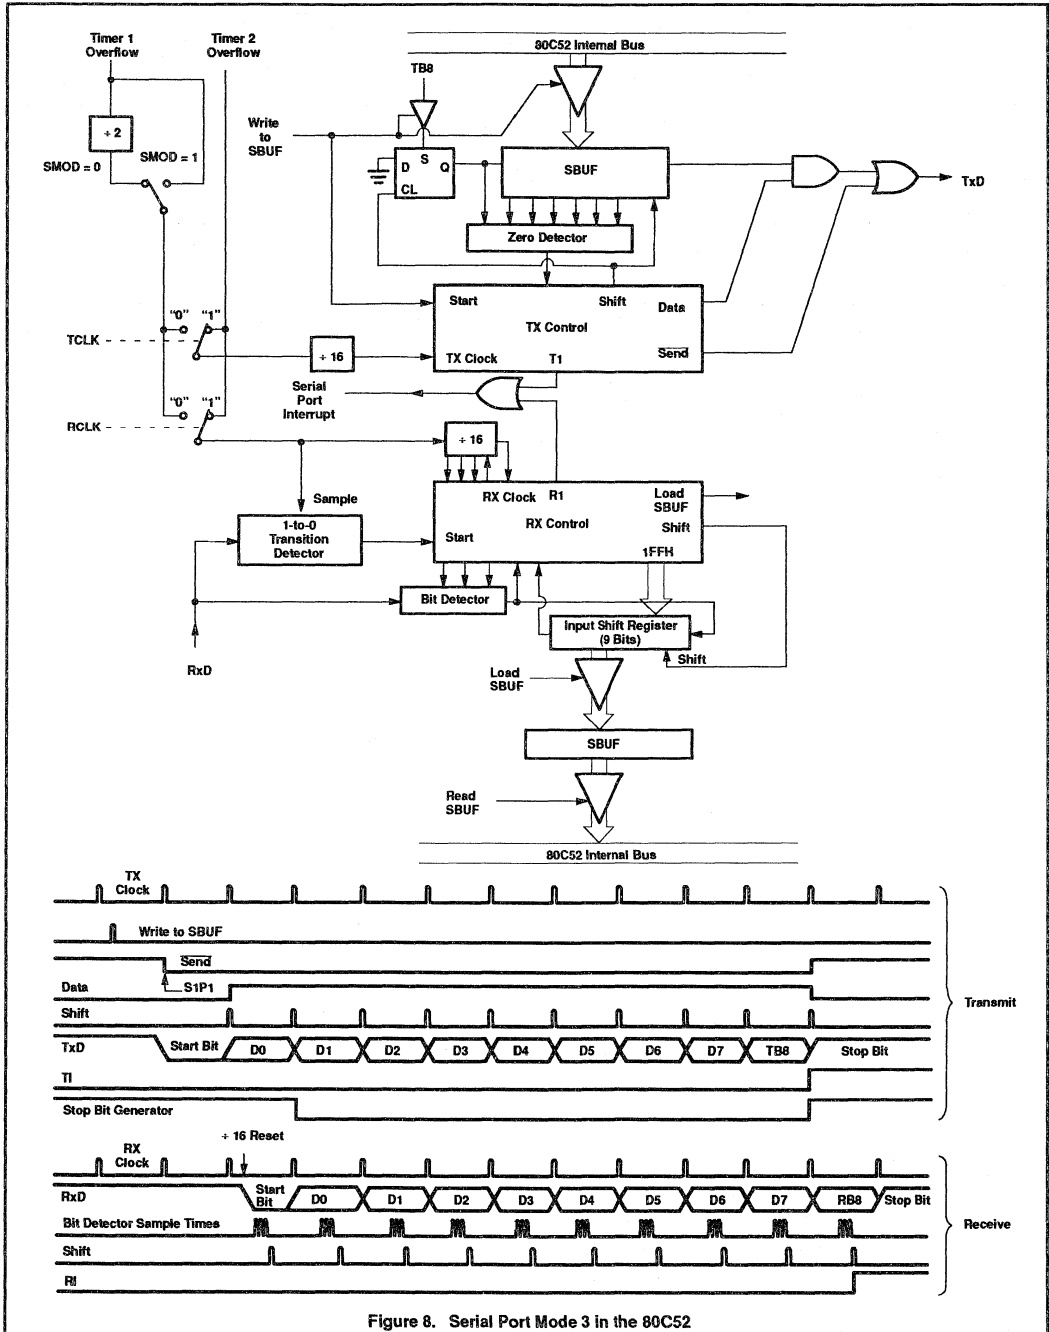 Timer 1
Overflow
Timer 2
Overflow
80C52 Internal Bus
TB8
÷ 2
Write
to
SBUF
SMOD = 0
SMOD = 1
S
D
Q
CL
SBUF
TxD
Zero Detector
Start
Shift
Data
TX Control
TX Clock
T1
Send
"0"
"1"
TCLK
÷ 16
Serial
Port
Interrupt
"0"
"1"
RCLK
÷ 16
Sample
RX Clock
R1
Load
SBUF
RX Control
Shift
Start
1FFH
1-to-0
Transition
Detector
Bit Detector
Input Shift Register
(9 Bits)
RxD
Shift
Load
SBUF
SBUF
Read
SBUF
80C52 Internal Bus
TX
Clock
Write to SBUF
Send
Data
S1P1
Transmit
Shift
TxD
Start Bit
D0
D1
D2
D3
D4
D5
D6
D7
TB8
Stop Bit
TI
Stop Bit Generator
÷ 16 Reset
RX
Clock
RxD
Start
Bit
D0
D1
D2
D3
D4
D5
D6
D7
RB8
Stop Bit
Bit Detector Sample Times
Receive
Shift
RI
Figure 8. Serial Port Mode 3 in the 80C52